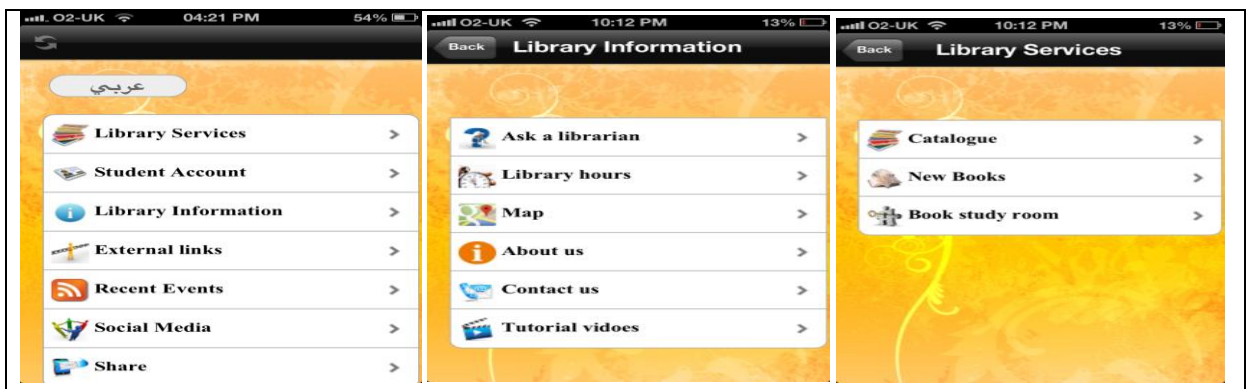 O2-UK 04:21 PM 54%
عربي
Library Services
Student Account
Library Information
External links
Recent Events
Social Media
Share
O2-UK 10:12 PM 13%
Back Library Information
Ask a librarian
Library hours
Map
About us
Contact us
Tutorial vidoes
O2-UK 10:12 PM 13%
Back Library Services
Catalogue
New Books
Book study room